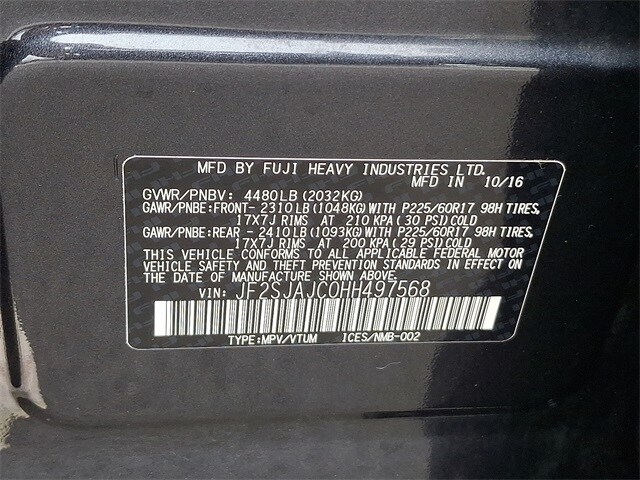 MFD BY FUJI HEAVY INDUSTRIES LTD.
MFD IN 10/16
GVWR/PNBV: 4480LB(2032KG)
GAWR/PNBE:FRONT- 2310LB(1048KG)WITH P225/60R17 98H TIRES,
17X7J RIMS AT 210 KPA(30 PSI)COLD
GAWR/PNBE:REAR - 2410LB(1093KG)WITH P225/60R17 98H TIRES,
17X7J RIMS AT 200 KPA(29 PSI)COLD
THIS VEHICLE CONFORMS TO ALL APPLICABLE FEDERAL MOTOR
VEHICLE SAFETY AND THEFT PREVENTION STANDARDS IN EFFECT ON
THE DATE OF MANUFACTURE SHOWN ABOVE.
VIN: JF2SJAJC0HH497568
TYPE:MPV/VTUM ICES/NMB-002